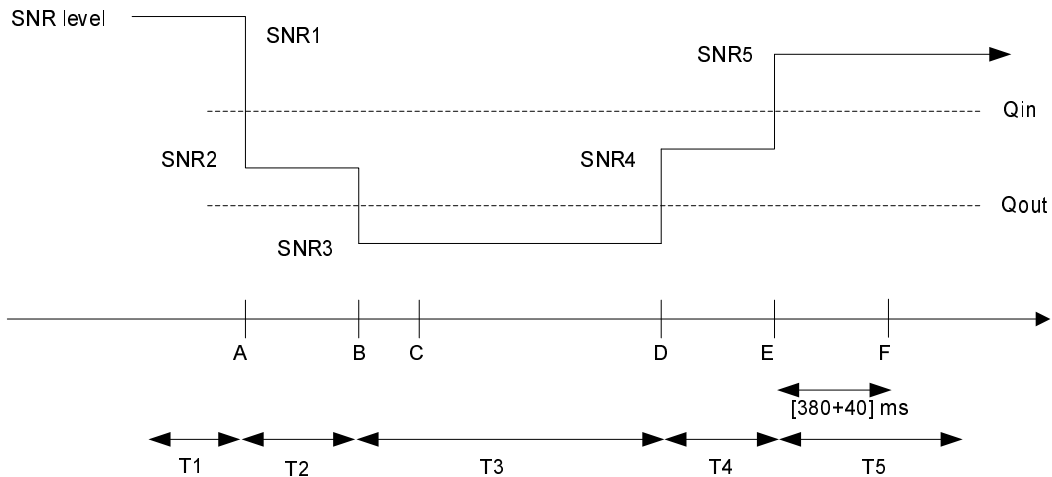 SNR level
SNR1
SNR5
Qin
SNR2
SNR4
Qout
SNR3
A B C D E F
[380+40] ms
T1 T2 T3 T4 T5